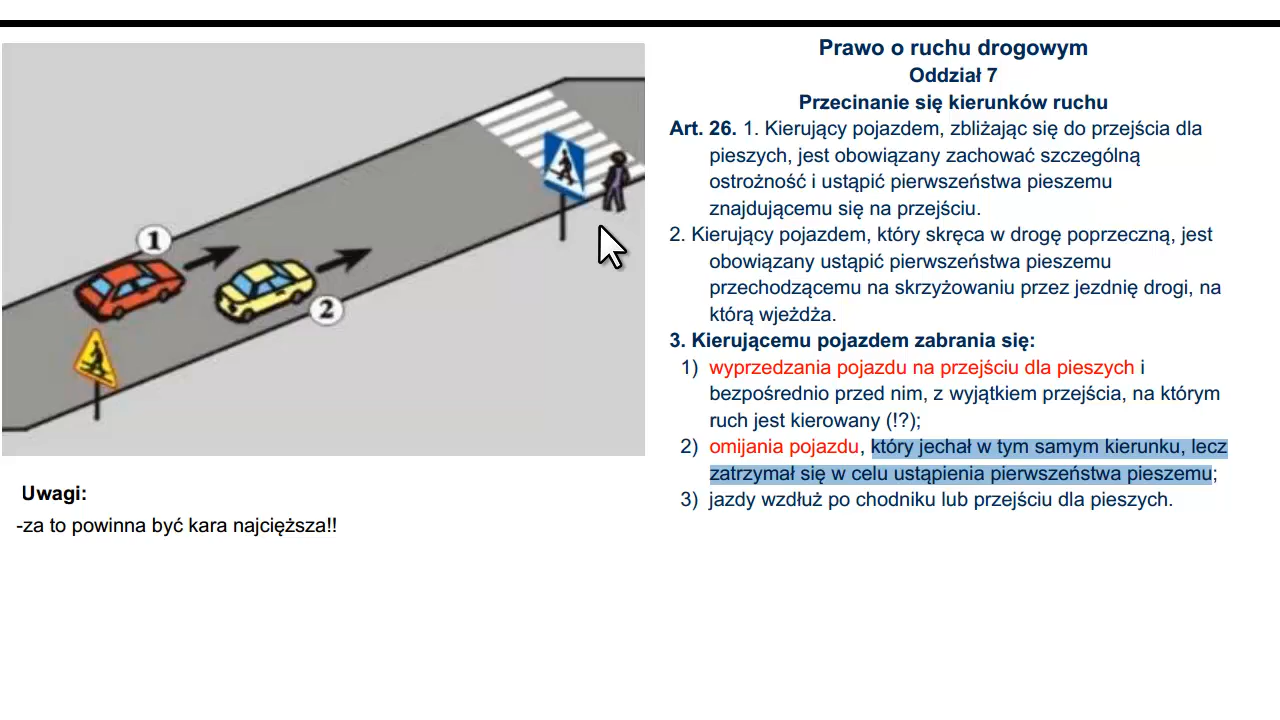 Prawo o ruchu drogowym
Oddział 7
Przecinanie się kierunków ruchu
Art. 26. 1. Kierujący pojazdem, zbliżając się do przejścia dla
pieszych, jest obowiązany zachować szczególną
ostrożność i ustąpić pierwszeństwa pieszemu
znajdującemu się na przejściu.
2. Kierujący pojazdem, który skręca w drogę poprzeczną, jest
obowiązany ustąpić pierwszeństwa pieszemu
przechodzącemu na skrzyżowaniu przez jezdnię drogi, na
którą wjeżdża.
3. Kierującemu pojazdem zabrania się:
1) wyprzedzania pojazdu na przejściu dla pieszych i
bezpośrednio przed nim, z wyjątkiem przejścia, na którym
ruch jest kierowany (!?);
2) omijania pojazdu, który jechał w tym samym kierunku, lecz
zatrzymał się w celu ustąpienia pierwszeństwa pieszemu;
3) jazdy wzdłuż po chodniku lub przejściu dla pieszych.
1
2
Uwagi:
-za to powinna być kara najcięższa!!